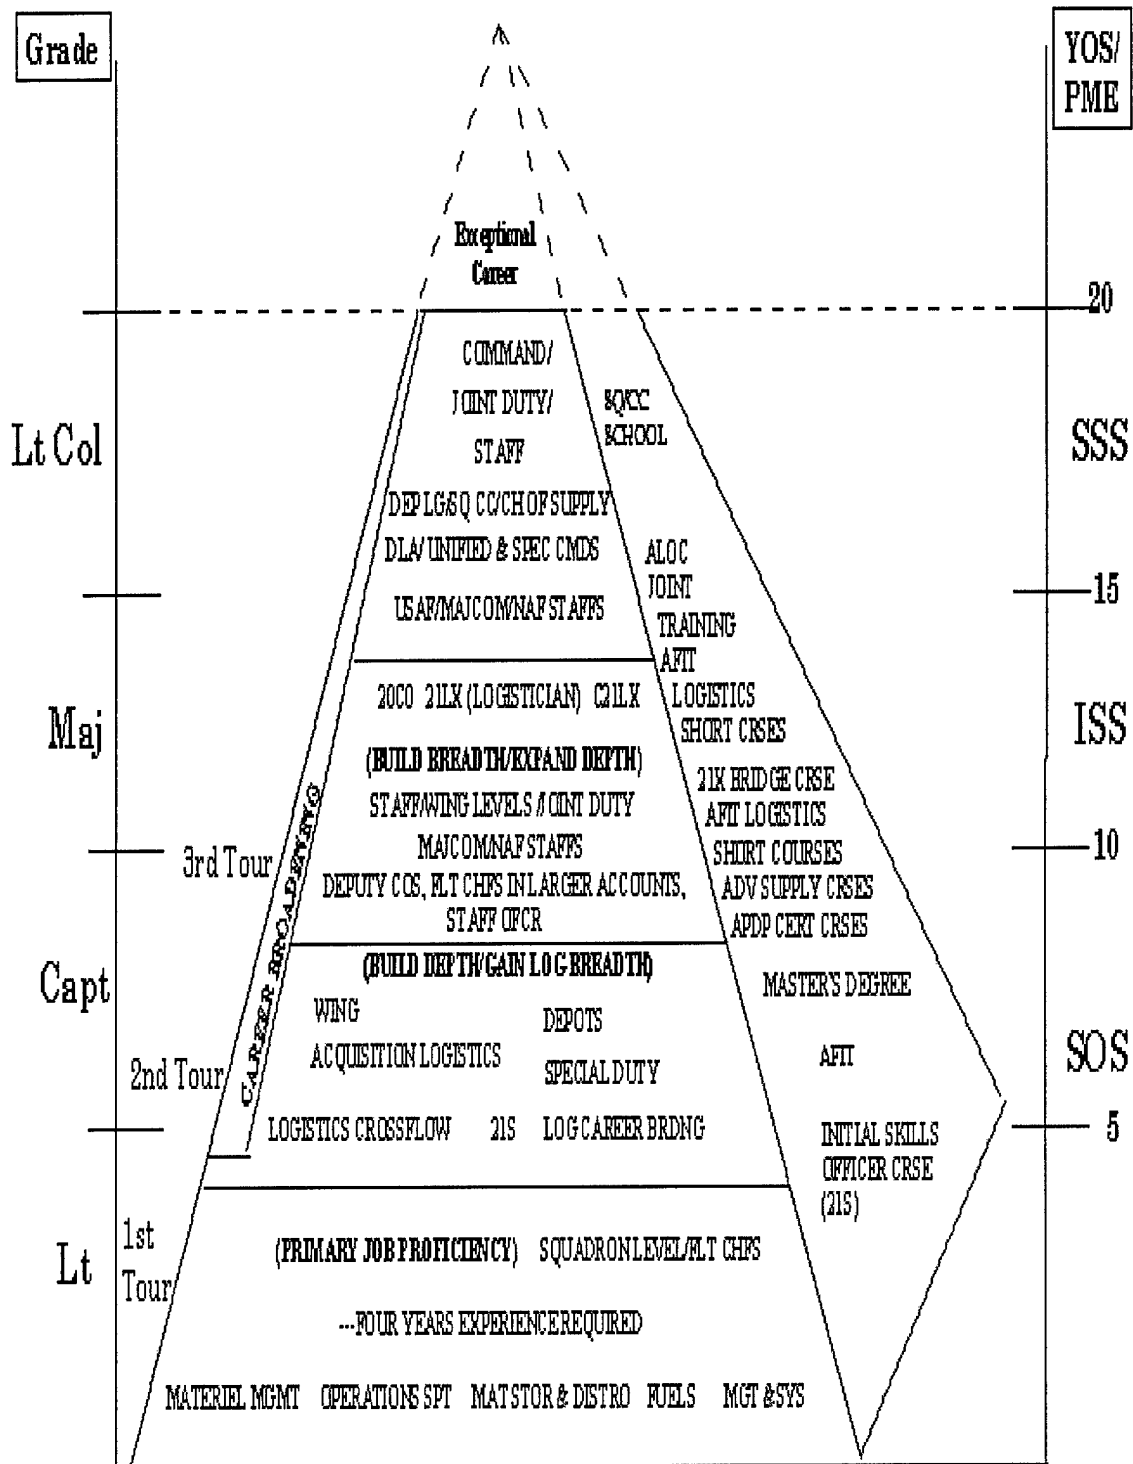 Grade
YOS/
PME
Exceptional
Career
20
COMMAND/
JOINT DUTY/
STAFF
SQ/CC
SCHOOL
Lt Col
SSS
DEP LG/SQ CC/CH OF SUPPLY
DLA/ UNIFIED & SPEC CMDS
USAF/MAJCOM/NAF STAFFS
ALOC
JOINT
TRAINING
AFIT
LOGISTICS
SHORT CRSES
15
20C0 21LX (LOGISTICIAN) C21LX
Maj
ISS
(BUILD BREADTH/EXPAND DEPTH)
STAFF/WING LEVELS /JOINT DUTY
MAJCOM/NAF STAFFS
DEPUTY COS, FLT CHFS IN LARGER ACCOUNTS,
STAFF OFCR
21X BRIDGE CRSE
AFIT LOGISTICS
SHORT COURSES
ADV SUPPLY CRSES
APDP CERT CRSES
10
3rd Tour
CAREER BROADENING
(BUILD DEPTH/GAIN LOG BREADTH)
Capt
WING
DEPOTS
ACQUISITION LOGISTICS
SPECIAL DUTY
MASTER'S DEGREE
AFIT
SOS
2nd Tour
LOGISTICS CROSSFLOW 21S LOG CAREER BRDNG
INITIAL SKILLS
OFFICER CRSE
(21S)
5
1st
Tour
Lt
(PRIMARY JOB PROFICIENCY) SQUADRON LEVEL/FLT CHFS
---FOUR YEARS EXPERIENCE REQUIRED
MATERIEL MGMT OPERATIONS SPT MAT STOR & DISTRO FUELS MGT & SYS